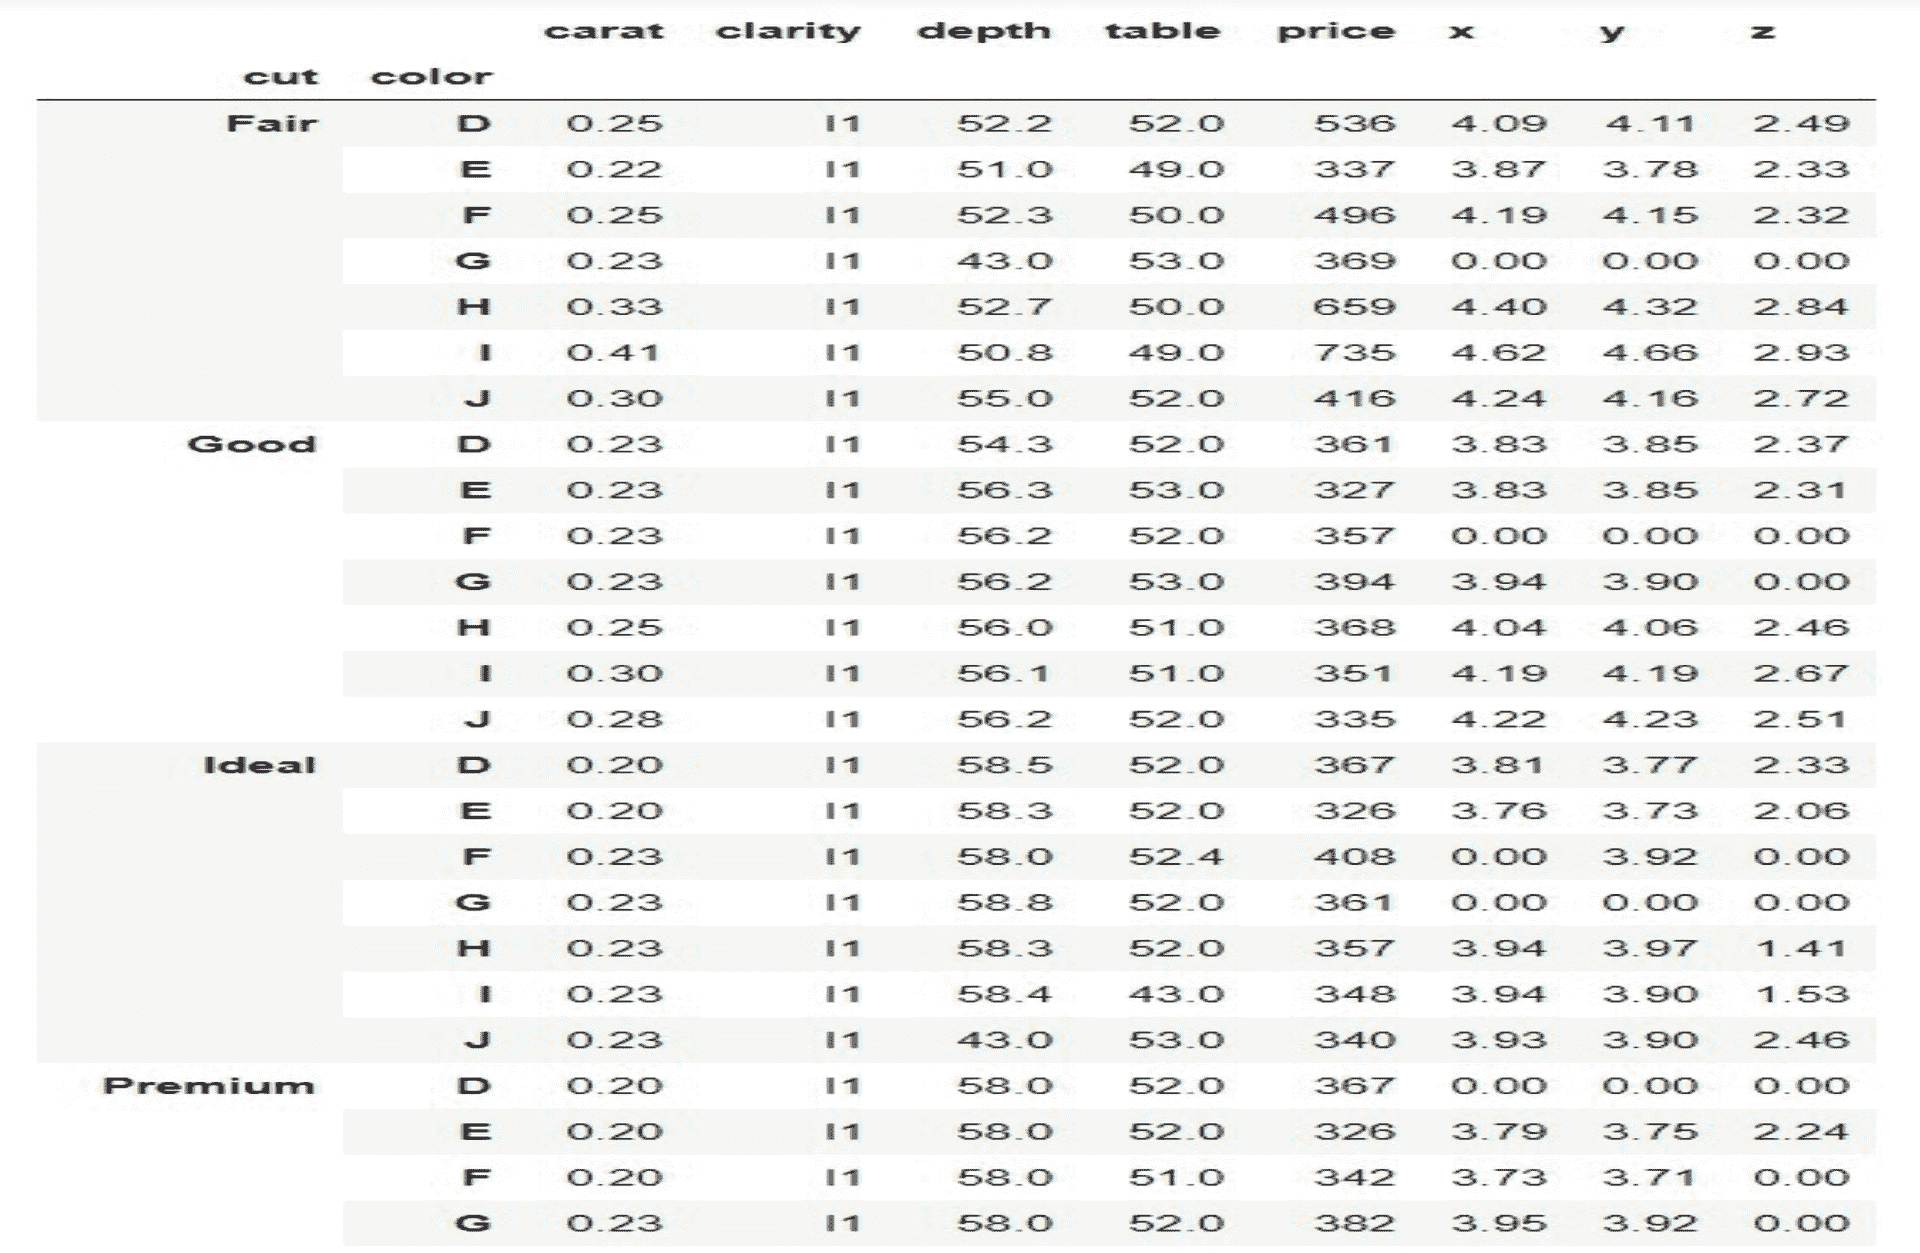 carat clarity depth table price x y z
cut color
Fair D 0.25 I1 52.2 52.0 536 4.09 4.11 2.49
E 0.22 I1 51.0 49.0 337 3.87 3.78 2.33
F 0.25 I1 52.3 50.0 496 4.19 4.15 2.32
G 0.23 I1 43.0 53.0 369 0.00 0.00 0.00
H 0.33 I1 52.7 50.0 659 4.40 4.32 2.84
I 0.41 I1 50.8 49.0 735 4.62 4.66 2.93
J 0.30 I1 55.0 52.0 416 4.24 4.16 2.72
Good D 0.23 I1 54.3 52.0 361 3.83 3.85 2.37
E 0.23 I1 56.3 53.0 327 3.83 3.85 2.31
F 0.23 I1 56.2 52.0 357 0.00 0.00 0.00
G 0.23 I1 56.2 53.0 394 3.94 3.90 0.00
H 0.25 I1 56.0 51.0 368 4.04 4.06 2.46
I 0.30 I1 56.1 51.0 351 4.19 4.19 2.67
J 0.28 I1 56.2 52.0 335 4.22 4.23 2.51
Ideal D 0.20 I1 58.5 52.0 367 3.81 3.77 2.33
E 0.20 I1 58.3 52.0 326 3.76 3.73 2.06
F 0.23 I1 58.0 52.4 408 0.00 3.92 0.00
G 0.23 I1 58.8 52.0 361 0.00 0.00 0.00
H 0.23 I1 58.3 52.0 357 3.94 3.97 1.41
I 0.23 I1 58.4 43.0 348 3.94 3.90 1.53
J 0.23 I1 43.0 53.0 340 3.93 3.90 2.46
Premium D 0.20 I1 58.0 52.0 367 0.00 0.00 0.00
E 0.20 I1 58.0 52.0 326 3.79 3.75 2.24
F 0.20 I1 58.0 51.0 342 3.73 3.71 0.00
G 0.23 I1 58.0 52.0 382 3.95 3.92 0.00